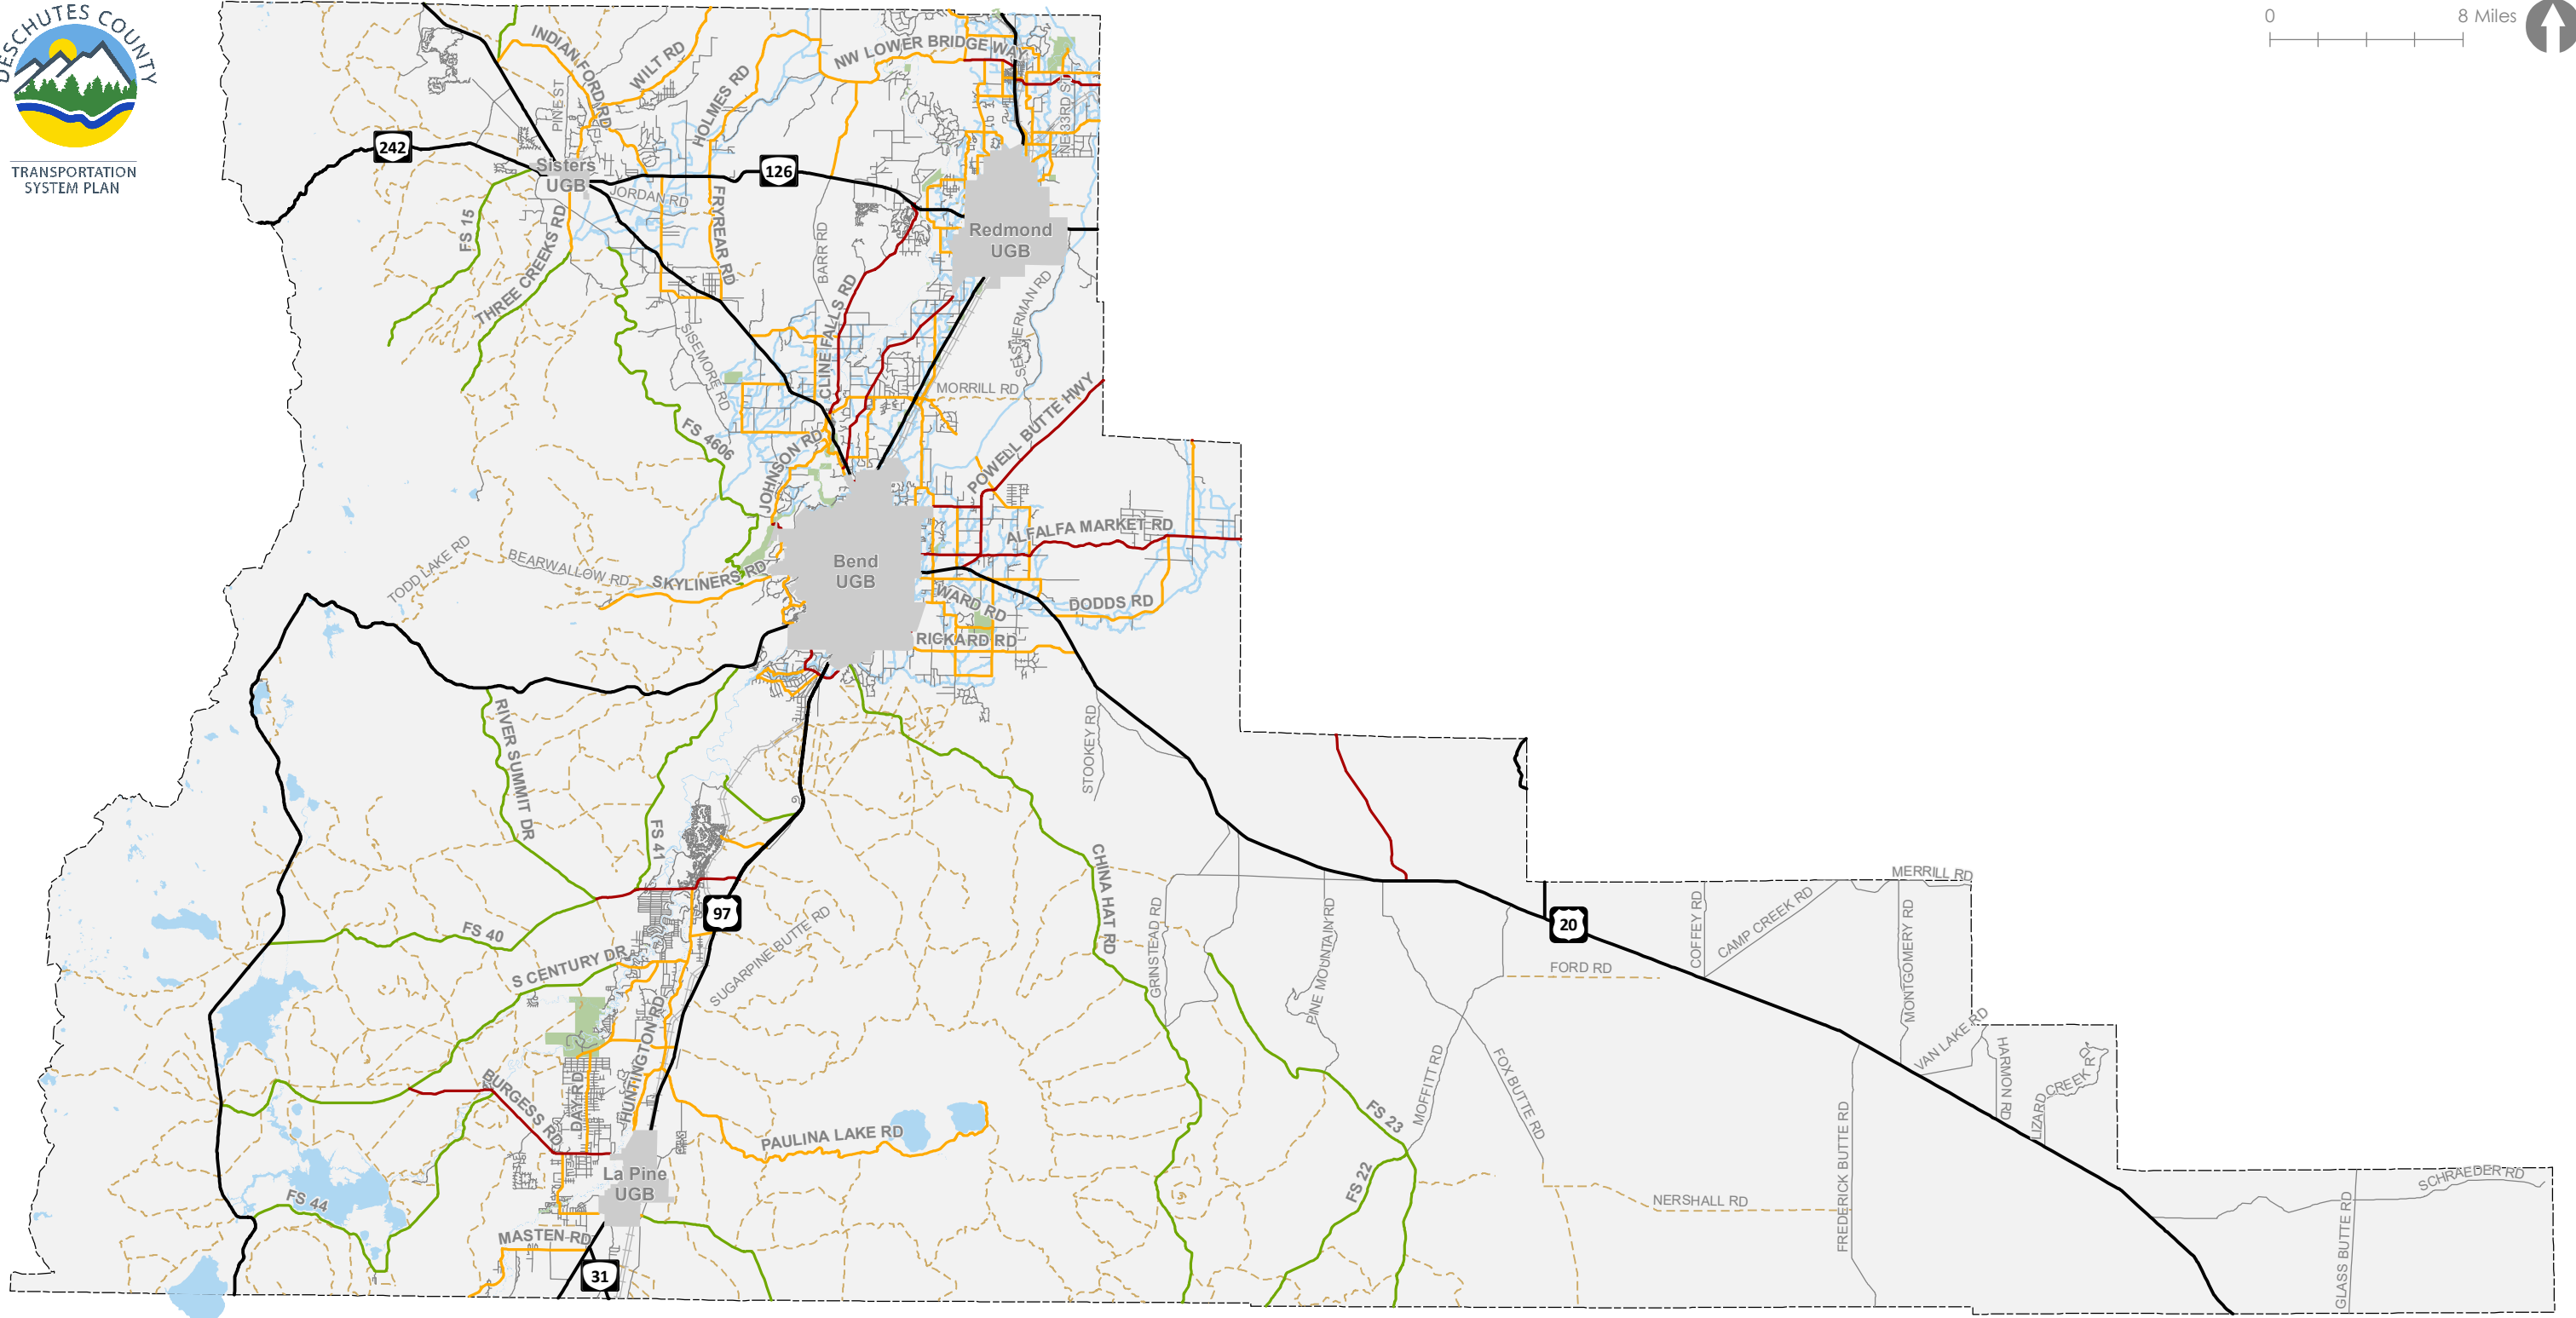 DESCHUTES COUNTY
TRANSPORTATION
SYSTEM PLAN
0 8 Miles
INDIAN FORD RD
WILT RD
PINE ST
HOLMES RD
NW LOWER BRIDGE WAY
NE 33RD ST
242
Sisters
UGB
126
JORDAN RD
FRYREAR RD
BARR RD
FS 15
THREE CREEKS RD
Redmond
UGB
CLINE FALLS RD
SE SHERMAN RD
SISEMORE RD
MORRILL RD
POWELL BUTTE HWY
FS 4606
JOHNSON RD
ALFALFA MARKET RD
TODD LAKE RD
BEARWALLOW RD
SKYLINERS RD
Bend
UGB
WARD RD
DODDS RD
RICKARD RD
RIVER SUMMIT DR
STOOKEY RD
FS 41
CHINA HAT RD
97
20
MERRILL RD
COFFEY RD
CAMP CREEK RD
MONTGOMERY RD
SUGARPINE BUTTE RD
GRINSTEAD RD
PINE MOUNTAIN RD
FS 40
S CENTURY DR
FORD RD
HUNTINGTON RD
MOFFITT RD
FOX BUTTE RD
VAN LAKE RD
HARMON RD
LIZARD CREEK RD
BURGESS RD
DAY RD
PAULINA LAKE RD
FS 23
FS 22
FREDERICK BUTTE RD
La Pine
UGB
FS 44
NERSHALL RD
SCHRAEDER RD
GLASS BUTTE RD
MASTEN RD
31